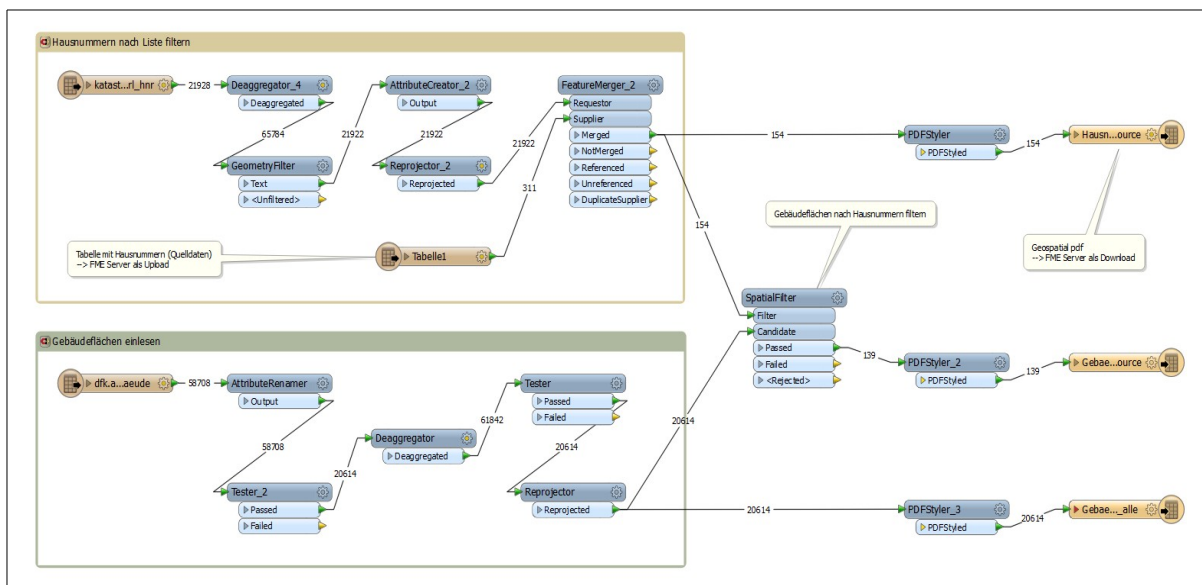 Hausnummern nach Liste filtern
katast...rl_hnr
21928
Deaggregator_4
Deaggregated
65784
GeometryFilter
Text
<Unfiltered>
21922
AttributeCreator_2
Output
21922
Reprojector_2
Reprojected
21922
FeatureMerger_2
Requestor
Supplier
Merged
NotMerged
Referenced
Unreferenced
DuplicateSupplier
311
Tabelle mit Hausnummern (Quelldaten)
--> FME Server als Upload
Tabelle1
154
PDFStyler
PDFStyled
154
Hausn...ource
154
Gebäudeflächen nach Hausnummern filtern
Geospatial pdf
--> FME Server als Download
SpatialFilter
Filter
Candidate
Passed
Failed
<Rejected>
139
PDFStyler_2
PDFStyled
139
Gebae...ource
Gebäudeflächen einlesen
dfk.a...aeude
58708
AttributeRenamer
Output
58708
Tester_2
Passed
Failed
20614
Deaggregator
Deaggregated
61842
Tester
Passed
Failed
20614
Reprojector
Reprojected
20614
20614
PDFStyler_3
PDFStyled
20614
Gebae..._alle